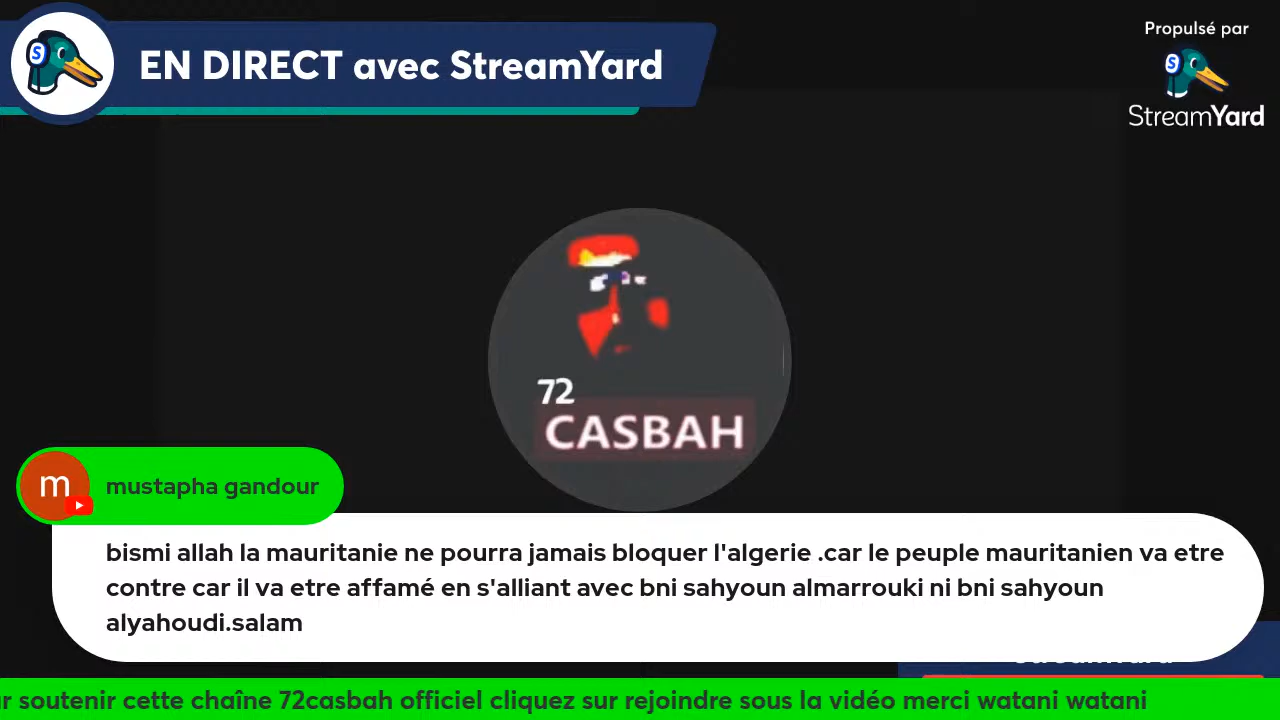 EN DIRECT avec StreamYard
Propulsé par
StreamYard
72
CASBAH
mustapha gandour
bismi allah la mauritanie ne pourra jamais bloquer l'algerie .car le peuple mauritanien va etre
contre car il va etre affamé en s'alliant avec bni sahyoun almarrouki ni bni sahyoun
alyahoudi.salam
soutenir cette chaîne 72casbah officiel cliquez sur rejoindre sous la vidéo merci watani watani